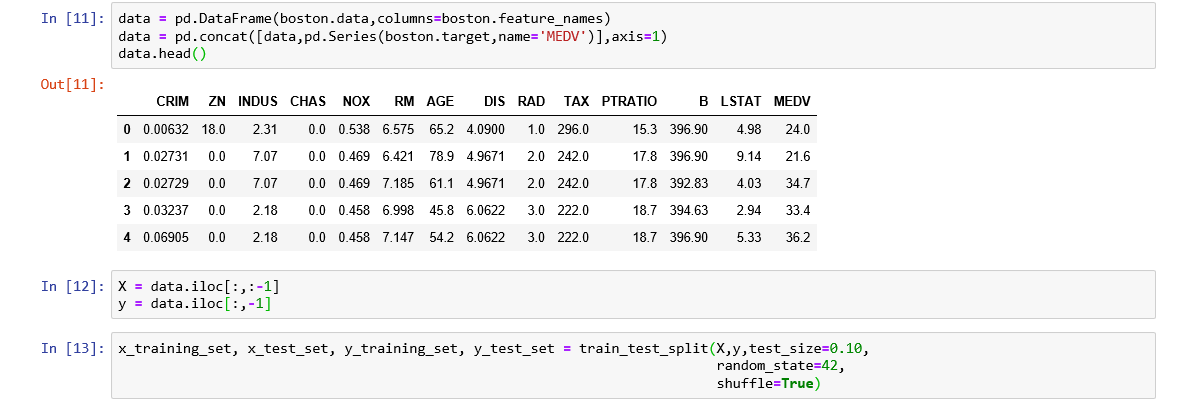 In [11]: data = pd.DataFrame(boston.data,columns=boston.feature_names)
data = pd.concat([data,pd.Series(boston.target,name='MEDV')],axis=1)
data.head()
Out[11]:
CRIM ZN INDUS CHAS NOX RM AGE DIS RAD TAX PTRATIO B LSTAT MEDV
0 0.00632 18.0 2.31 0.0 0.538 6.575 65.2 4.0900 1.0 296.0 15.3 396.90 4.98 24.0
1 0.02731 0.0 7.07 0.0 0.469 6.421 78.9 4.9671 2.0 242.0 17.8 396.90 9.14 21.6
2 0.02729 0.0 7.07 0.0 0.469 7.185 61.1 4.9671 2.0 242.0 17.8 392.83 4.03 34.7
3 0.03237 0.0 2.18 0.0 0.458 6.998 45.8 6.0622 3.0 222.0 18.7 394.63 2.94 33.4
4 0.06905 0.0 2.18 0.0 0.458 7.147 54.2 6.0622 3.0 222.0 18.7 396.90 5.33 36.2
In [12]: X = data.iloc[:,:-1]
y = data.iloc[:,-1]
In [13]: x_training_set, x_test_set, y_training_set, y_test_set = train_test_split(X,y,test_size=0.10,
random_state=42,
shuffle=True)